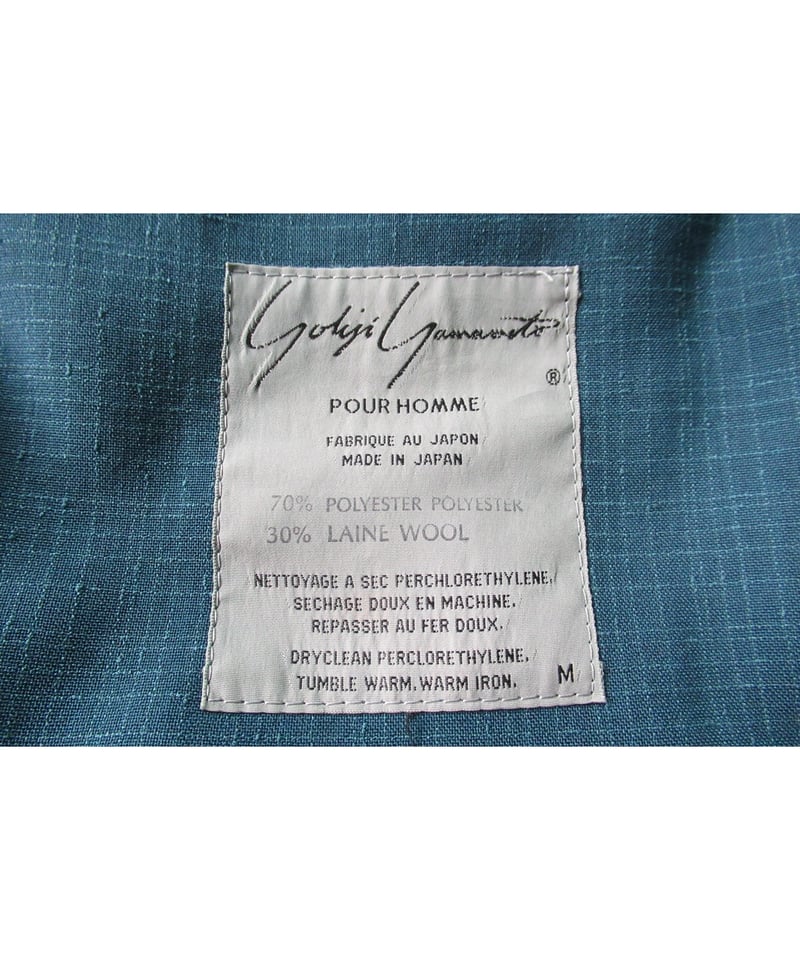 Yohji Yamamoto
®
POUR HOMME
FABRIQUE AU JAPON
MADE IN JAPAN
70% POLYESTER POLYESTER
30% LAINE WOOL
NETTOYAGE A SEC PERCHLORETHYLENE.
SECHAGE DOUX EN MACHINE.
REPASSER AU FER DOUX.
DRYCLEAN PERCLORETHYLENE.
TUMBLE WARM. WARM IRON.
M